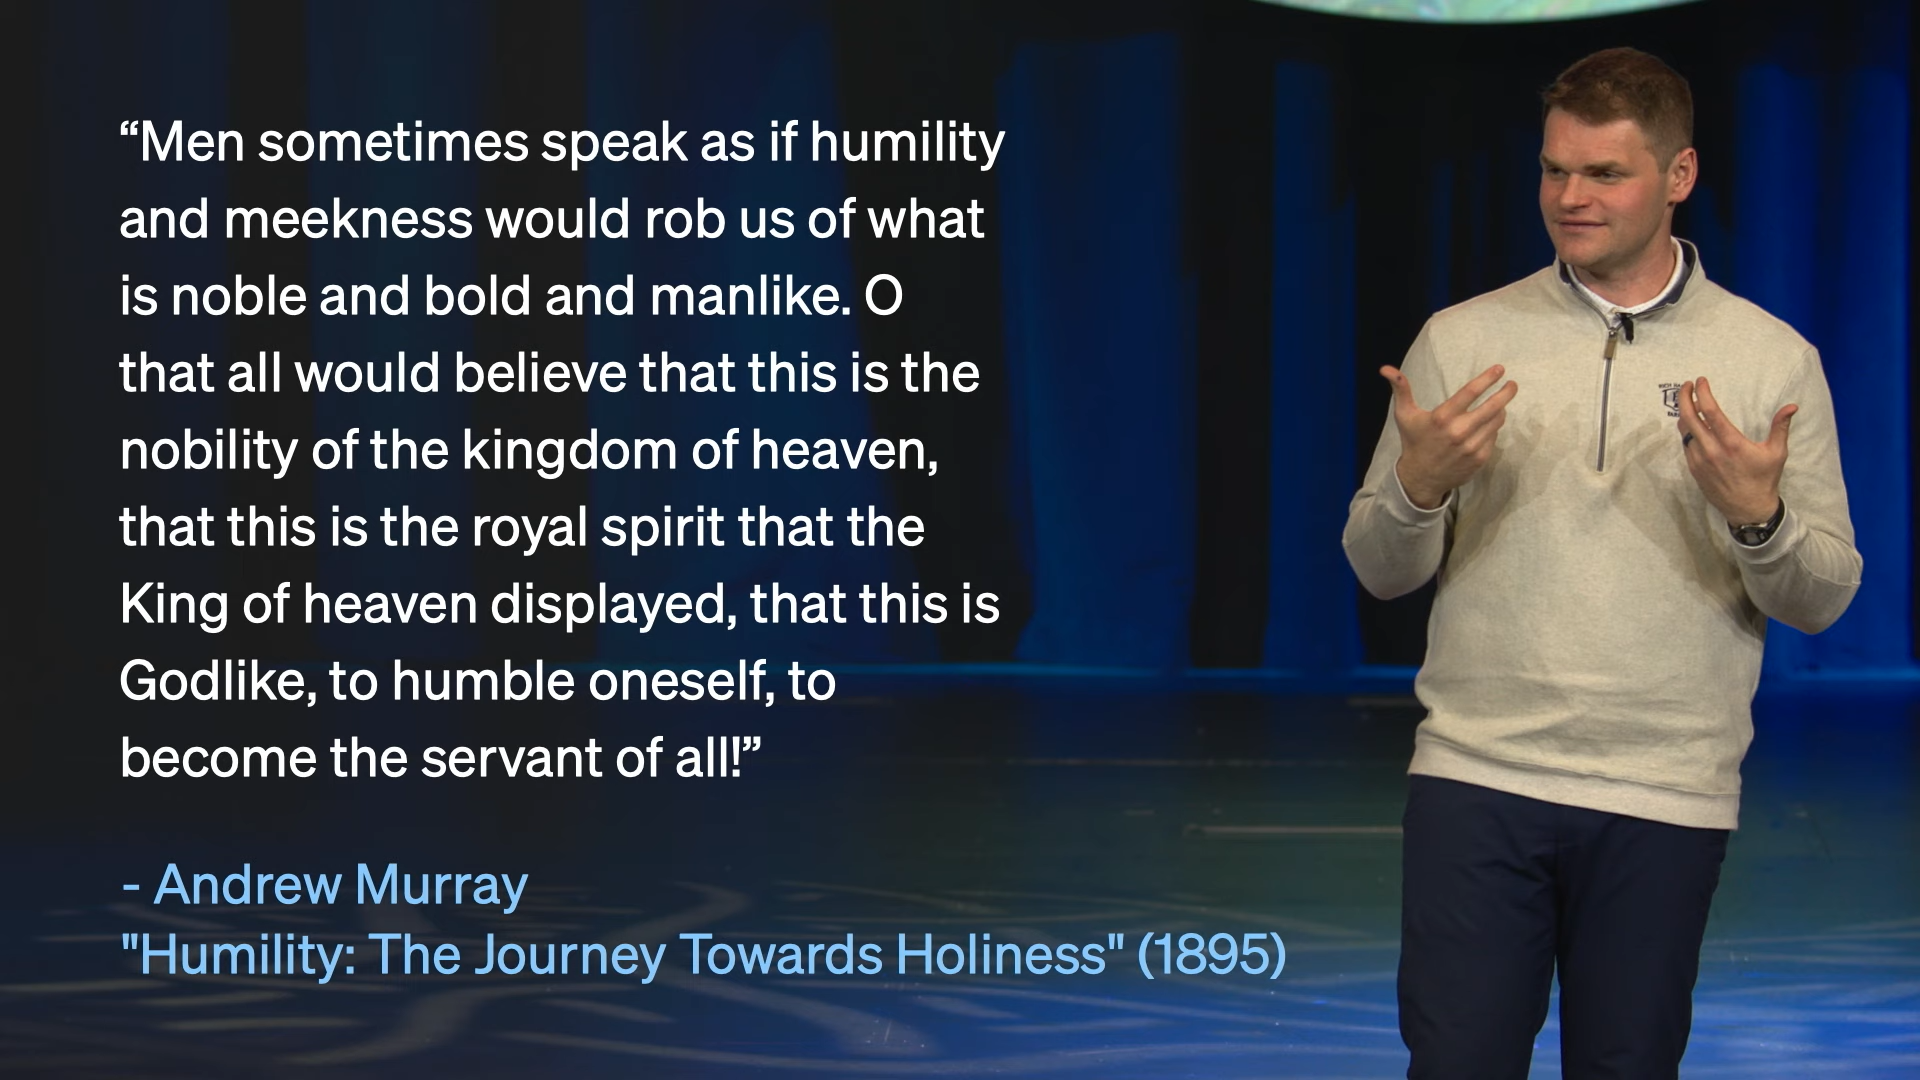 “Men sometimes speak as if humility
and meekness would rob us of what
is noble and bold and manlike. O
that all would believe that this is the
nobility of the kingdom of heaven,
that this is the royal spirit that the
King of heaven displayed, that this is
Godlike, to humble oneself, to
become the servant of all!”
- Andrew Murray
"Humility: The Journey Towards Holiness" (1895)